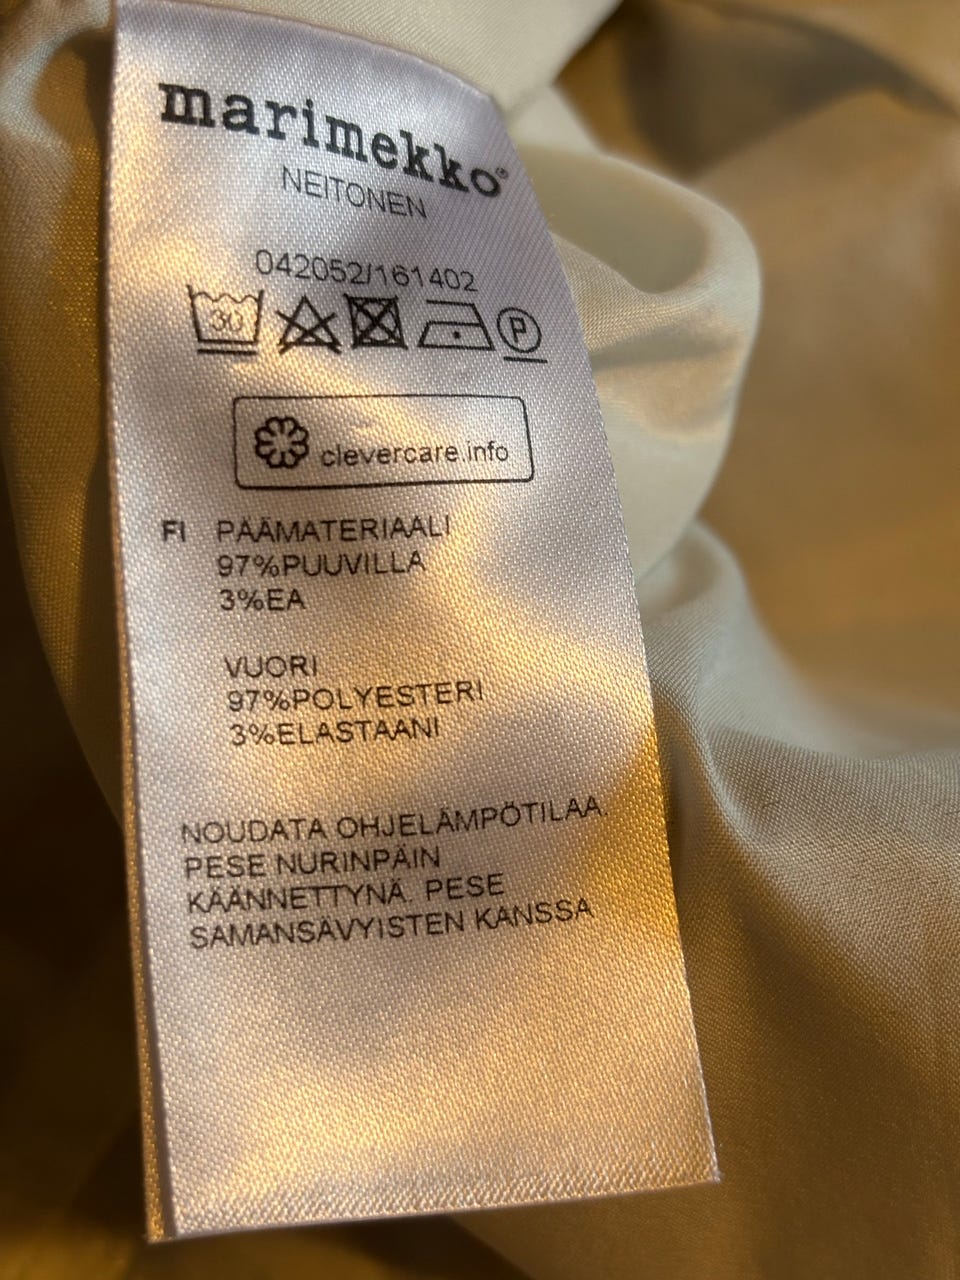 marimekko®
NEITONEN
042052/161402
30 P
clevercare.info
FI PÄÄMATERIAALI
97%PUUVILLA
3%EA
VUORI
97%POLYESTERI
3%ELASTAANI
NOUDATA OHJELÄMPÖTILAA.
PESE NURINPÄIN
KÄÄNNETTYNÄ. PESE
SAMANSÄVYISTEN KANSSA